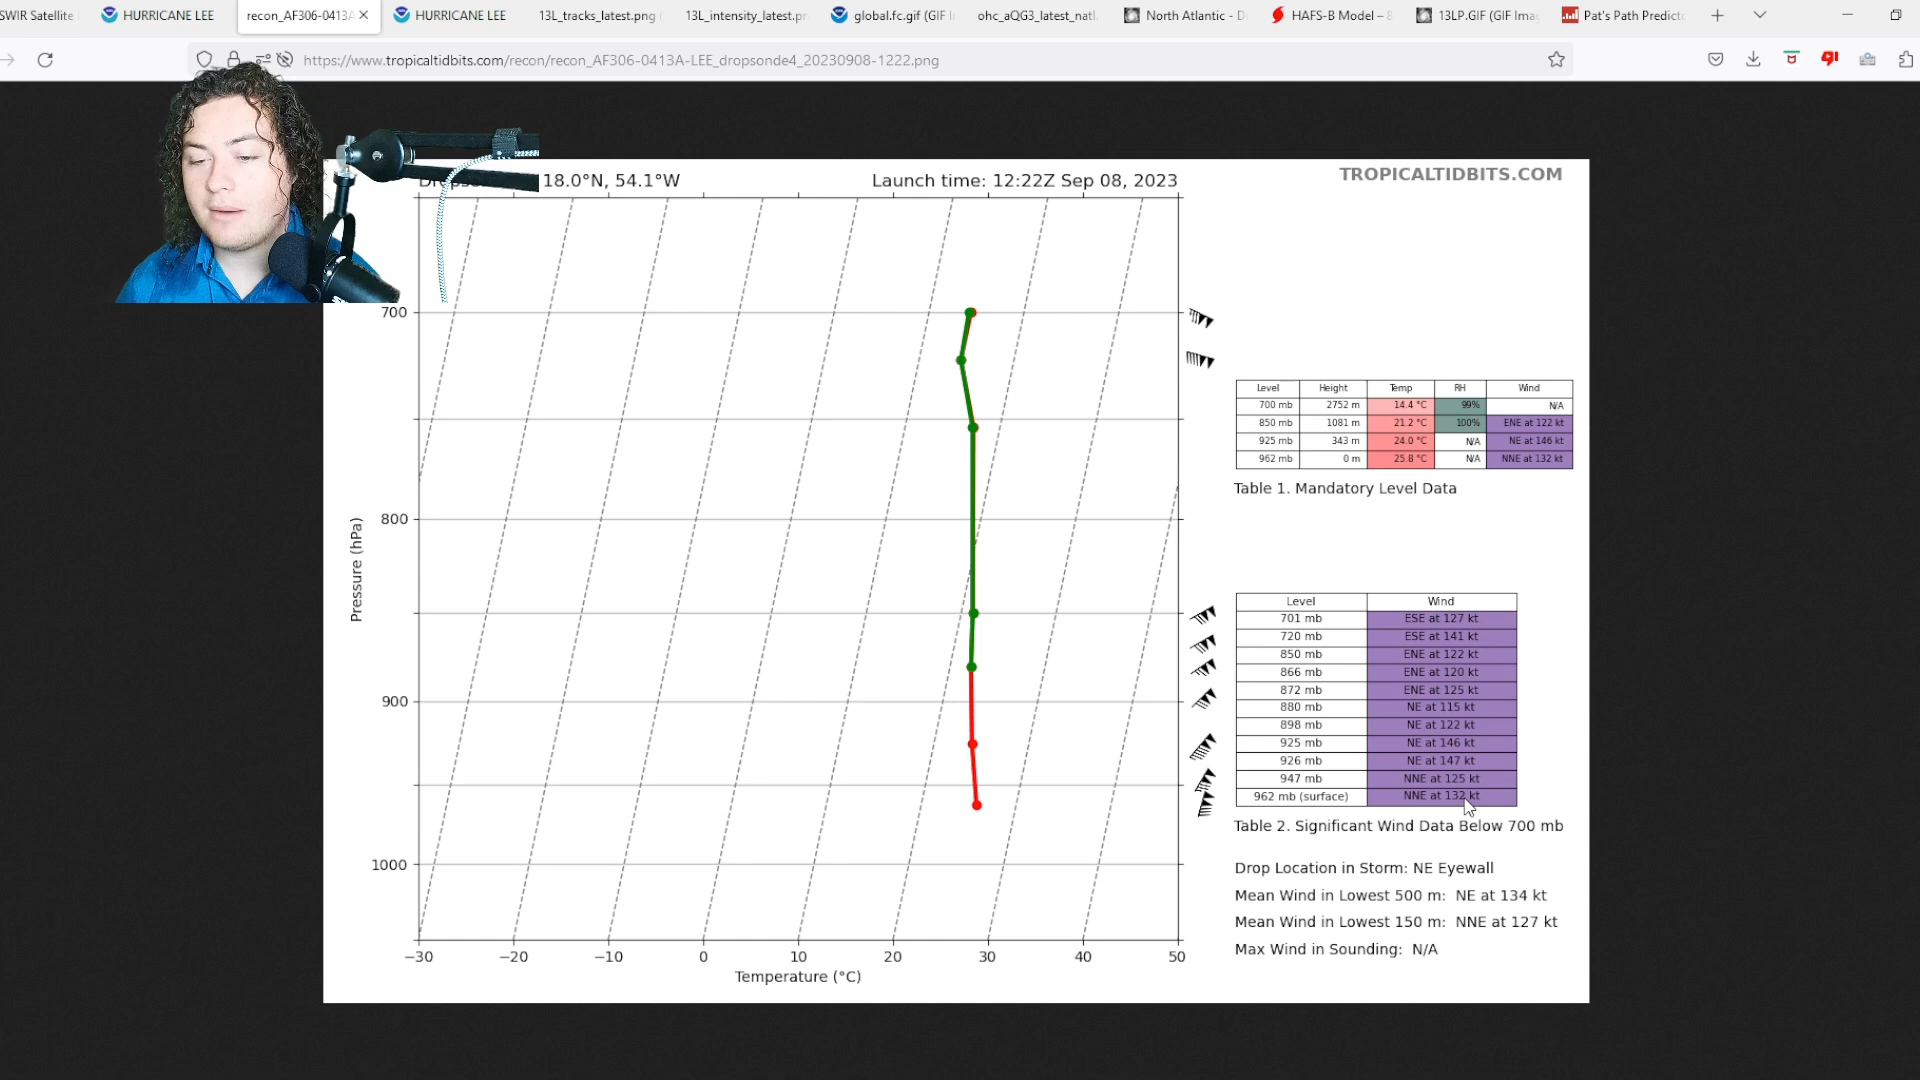 SWIR Satellite
HURRICANE LEE
recon_AF306-0413A
HURRICANE LEE
13L_tracks_latest.png
13L_intensity_latest.pn
global.fc.gif (GIF I
ohc_aQG3_latest_natl.
North Atlantic - D
HAFS-B Model –
13LP.GIF (GIF Ima
Pat's Path Predict
https://www.tropicaltidbits.com/recon/recon_AF306-0413A-LEE_dropsonde4_20230908-1222.png
18.0°N, 54.1°W
Launch time: 12:22Z Sep 08, 2023
TROPICALTIDBITS.COM
700
800
900
1000
Pressure (hPa)
−30 −20 −10 0 10 20 30 40 50
Temperature (°C)
Level Height Temp RH Wind
700 mb 2752 m 14.4 °C 99% N/A
850 mb 1081 m 21.2 °C 100% ENE at 122 kt
925 mb 343 m 24.0 °C N/A NE at 146 kt
962 mb 0 m 25.8 °C N/A NNE at 132 kt
Table 1. Mandatory Level Data
Level Wind
701 mb ESE at 127 kt
720 mb ESE at 141 kt
850 mb ENE at 122 kt
866 mb ENE at 120 kt
872 mb ENE at 125 kt
880 mb NE at 115 kt
898 mb NE at 122 kt
925 mb NE at 146 kt
926 mb NE at 147 kt
947 mb NNE at 125 kt
962 mb (surface) NNE at 132 kt
Table 2. Significant Wind Data Below 700 mb
Drop Location in Storm: NE Eyewall
Mean Wind in Lowest 500 m: NE at 134 kt
Mean Wind in Lowest 150 m: NNE at 127 kt
Max Wind in Sounding: N/A